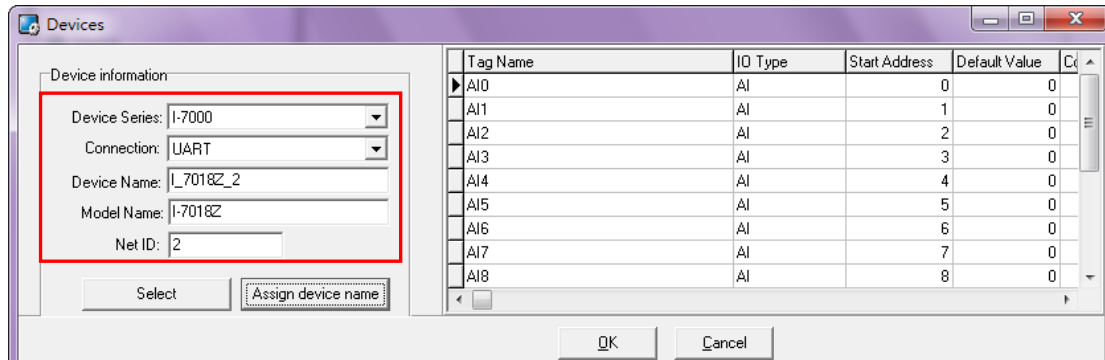 Devices
Device information
Device Series: I-7000
Connection: UART
Device Name: I_7018Z_2
Model Name: I-7018Z
Net ID: 2
Select Assign device name
Tag Name IO Type Start Address Default Value
AI0 AI 0 0
AI1 AI 1 0
AI2 AI 2 0
AI3 AI 3 0
AI4 AI 4 0
AI5 AI 5 0
AI6 AI 6 0
AI7 AI 7 0
AI8 AI 8 0
OK Cancel